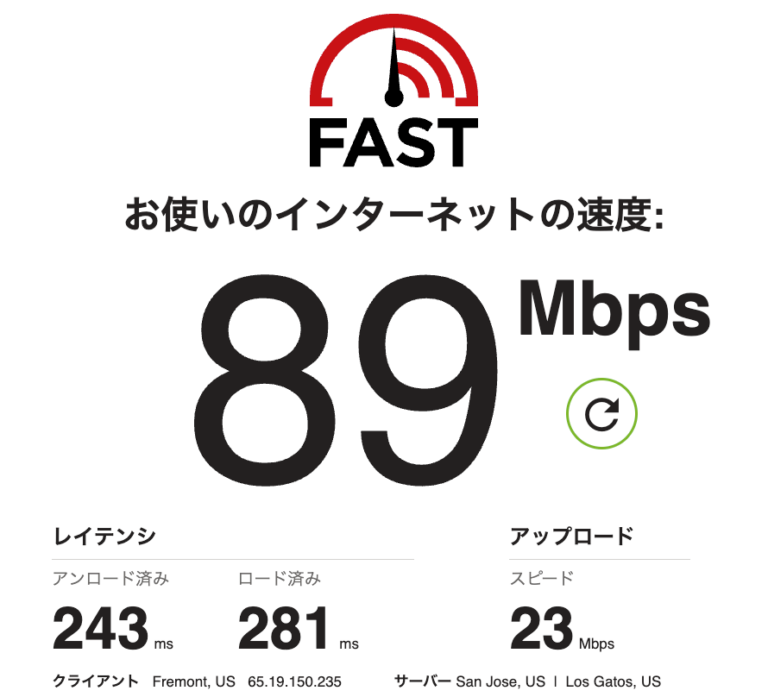 FAST
お使いのインターネットの速度:
89 Mbps
レイテンシ アップロード
アンロード済み ロード済み スピード
243 ms 281 ms 23 Mbps
クライアント Fremont, US 65.19.150.235 サーバー San Jose, US | Los Gatos, US